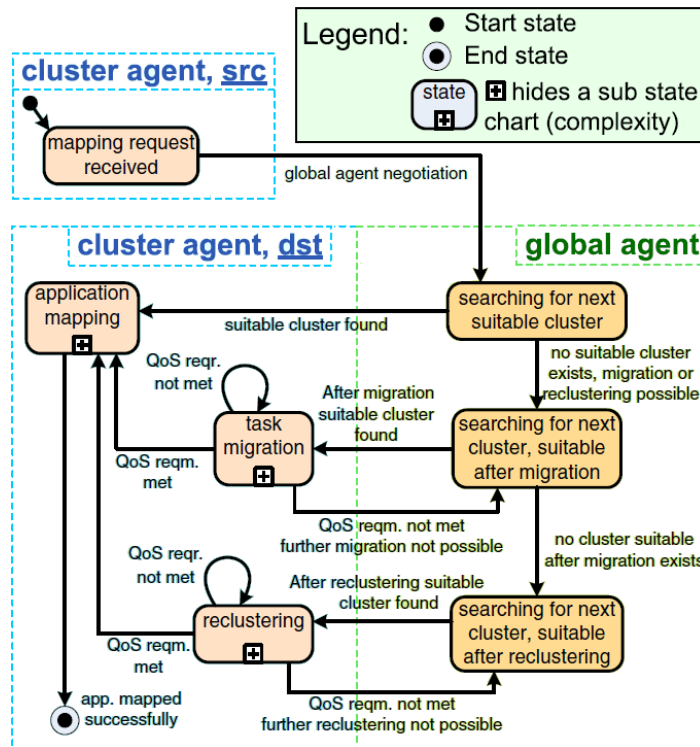 Legend:
Start state
End state
state
hides a sub state
chart (complexity)
cluster agent, src
mapping request
received
global agent negotiation
cluster agent, dst
global agent
application
mapping
searching for next
suitable cluster
suitable cluster found
no suitable cluster
exists, migration or
reclustering possible
QoS reqr.
not met
After migration
suitable cluster
found
task
migration
searching for next
cluster, suitable
after migration
QoS reqm.
met
QoS reqm. not met
further migration not possible
no cluster suitable
after migration exists
QoS reqr.
not met
After reclustering suitable
cluster found
reclustering
searching for next
cluster, suitable
after reclustering
QoS reqm.
met
QoS reqm. not met
further reclustering not possible
app. mapped
successfully